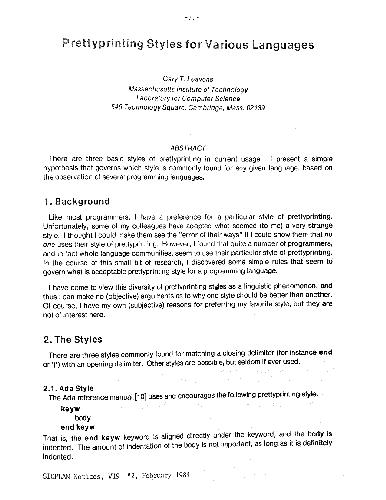 Prettyprinting Styles for Various Languages
Gary T. Leavens
Massachusetts Institute of Technology
Laboratory for Computer Science
545 Technology Square, Cambridge, Mass. 02139
ABSTRACT
There are three basic styles of prettyprinting in current usage. I present a simple
hypothesis that governs which style is commonly found for any given language, based on
the observation of several programming languages.
1. Background
Like most programmers, I have a preference for a particular style of prettyprinting.
Unfortunately, some of my colleagues have adopted what seemed (to me) a very strange
style. I thought I could make them see the "error of their ways" if I could show them that no
one uses their style of prettyprinting. However, I found that quite a number of programmers,
and in fact whole language communities, seem to use their particular style of prettyprinting.
In the course of this small bit of research, I discovered some simple rules that seem to
govern what is acceptable prettyprinting style for a programming language.
I have come to view this diversity of prettyprinting styles as a linguistic phenomenon, and
thus I can make no (objective) arguments as to why one style should be better than another.
Of course, I have my own (subjective) reasons for preferring my favorite style, but they are
not of interest here.
2. The Styles
There are three styles commonly found for matching a closing delimiter (for instance end
or ')') with an opening delimiter. Other styles are possible, but seldom if ever used.
2.1. Ada Style
The Ada reference manual [10] uses and encourages the following prettyprinting style.
keyw
body
end keyw
That is, the end keyw keyword is aligned directly under the keyword, and the body is
indented. The amount of indentation of the body is not important, as long as it is definitely
indented.
SIGPLAN Notices, V19 #2, February 1984